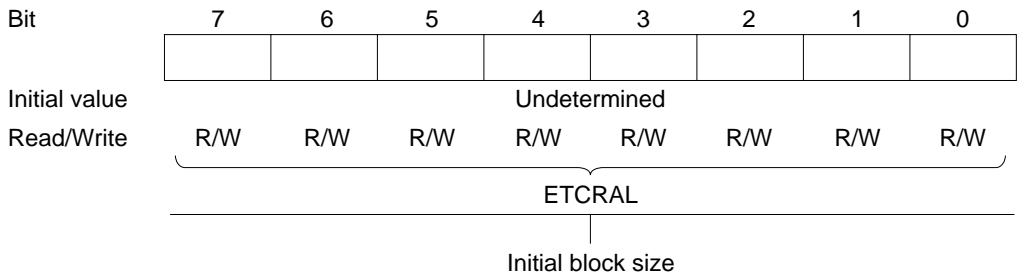 Bit 7 6 5 4 3 2 1 0
Initial value Undetermined
Read/Write R/W R/W R/W R/W R/W R/W R/W R/W
ETCRAL
Initial block size